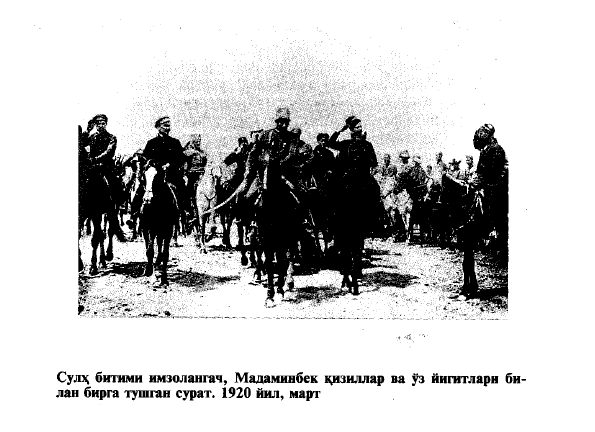 Сулҳ битими имзолангач, Мадаминбек қизиллар ва ўз йигитлари би-
лан бирга тушган сурат. 1920 йил, март